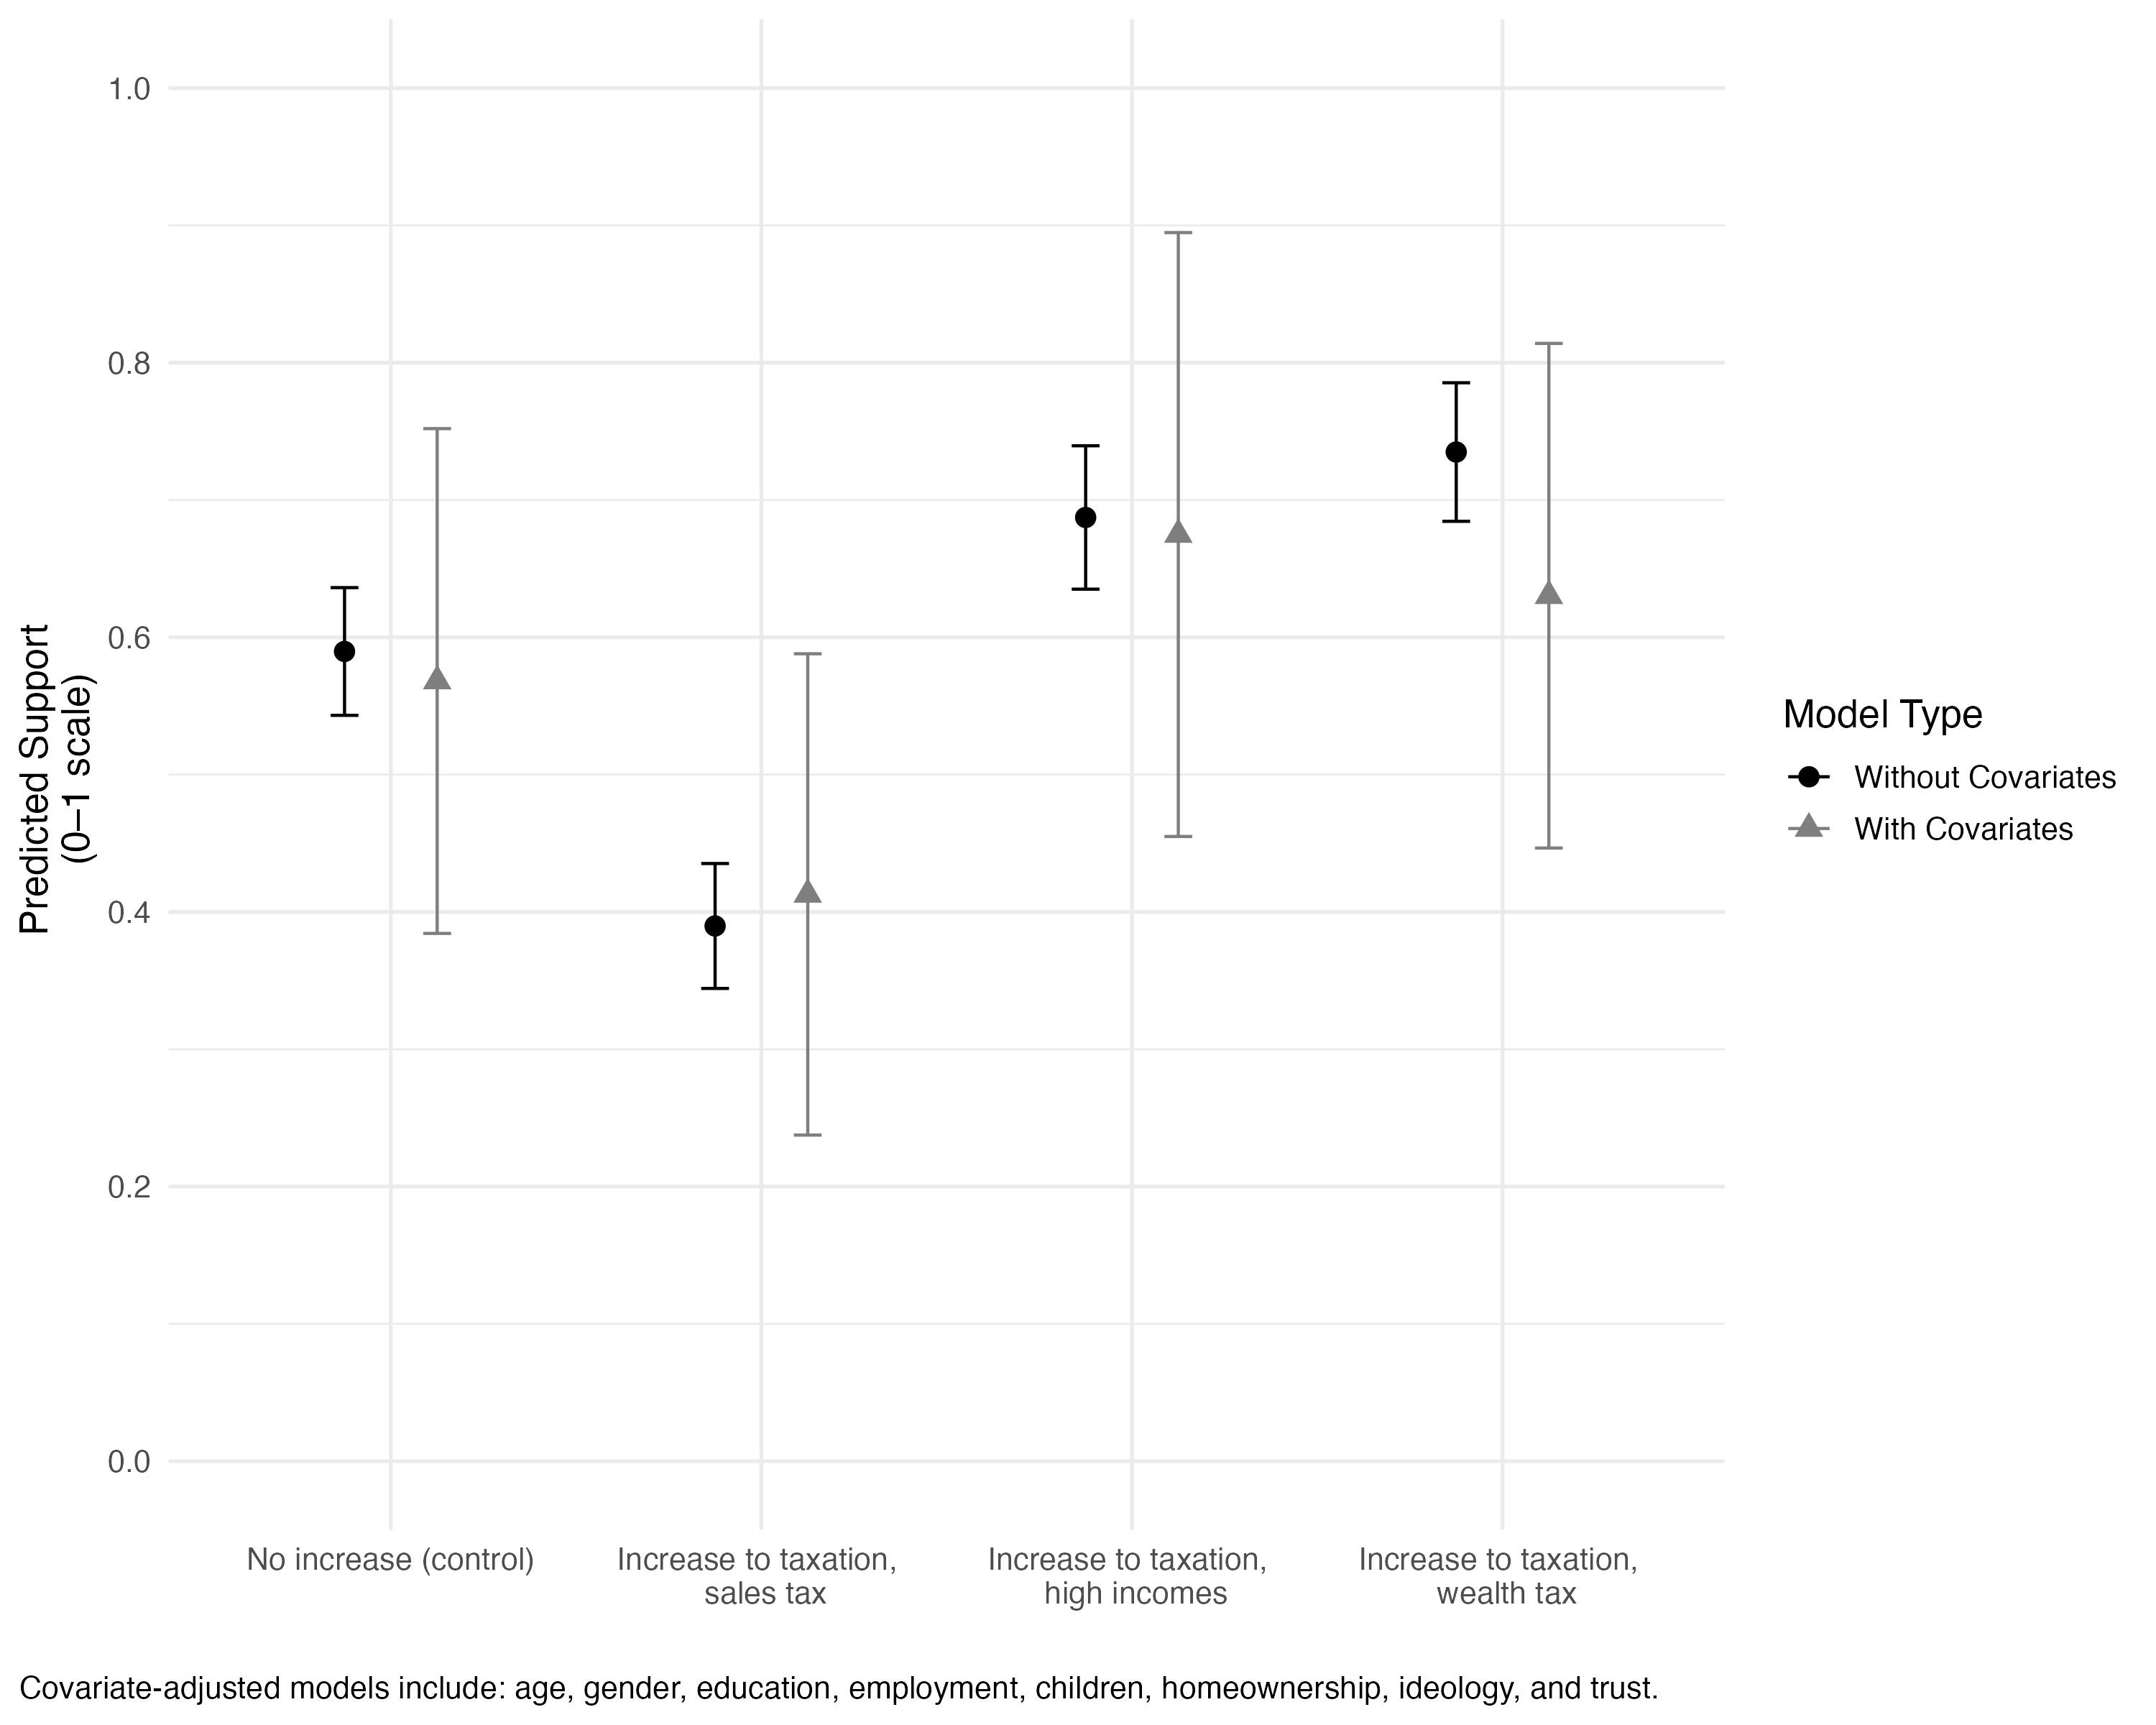 1.0
0.8
0.6
0.4
0.2
0.0
Predicted Support
(0–1 scale)
No increase (control)
Increase to taxation,
sales tax
Increase to taxation,
high incomes
Increase to taxation,
wealth tax
Model Type
Without Covariates
With Covariates
Covariate-adjusted models include: age, gender, education, employment, children, homeownership, ideology, and trust.